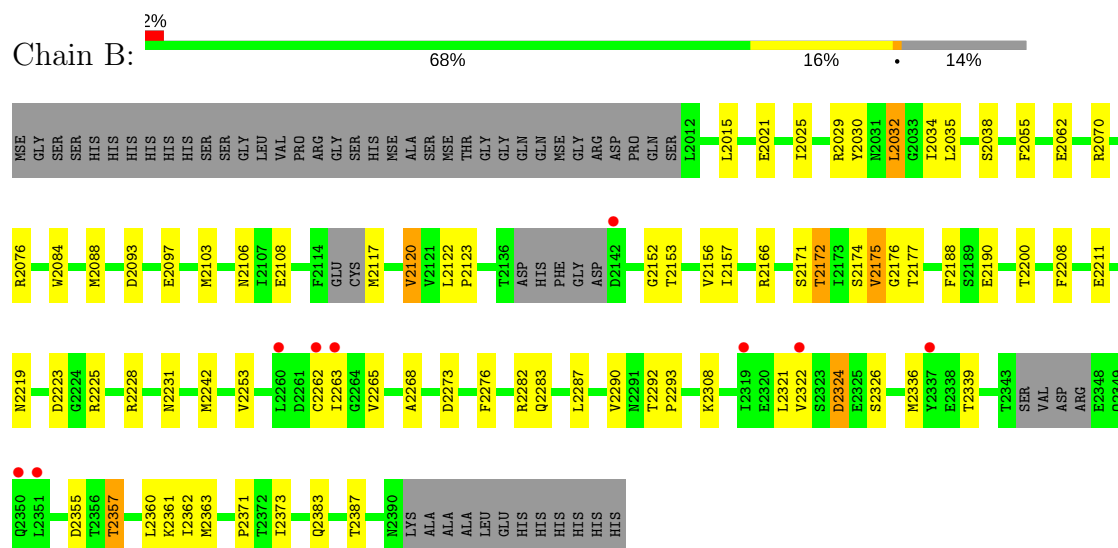 2%
Chain B:
68% 16% • 14%
MSE GLY SER SER HIS HIS HIS HIS HIS HIS SER SER GLY LEU VAL PRO ARG GLY SER HIS MSE ALA SER MSE THR GLY GLY GLN GLN MSE GLY ARG ASP PRO GLN SER L2012 L2015 E2021 I2025 R2029 Y2030 N2031 L2032 G2033 I2034 L2035 S2038 F2055 E2062 R2070
R2076 W2084 M2088 D2093 E2097 M2103 N2106 I2107 E2108 F2114 GLU CYS M2117 V2120 V2121 L2122 P2123 T2136 ASP HIS PHE GLY ASP D2142 G2152 T2153 V2156 I2157 R2166 S2171 T2172 I2173 S2174 V2175 G2176 T2177 F2188 S2189 E2190 T2200 F2208 E2211
N2219 D2223 G2224 R2225 R2228 N2231 M2242 V2253 L2260 D2261 C2262 I2263 G2264 V2265 A2268 D2273 F2276 R2282 Q2283 L2287 V2290 N2291 T2292 P2293 K2308 I2319 E2320 L2321 V2322 S2323 D2324 E2325 S2326 M2336 Y2337 E2338 T2339 T2343 SER VAL ASP ARG E2348
Q2350 L2351 D2355 T2356 T2357 L2360 K2361 I2362 M2363 P2371 T2372 I2373 Q2383 T2387 N2390 LYS ALA ALA ALA LEU GLU HIS HIS HIS HIS HIS HIS